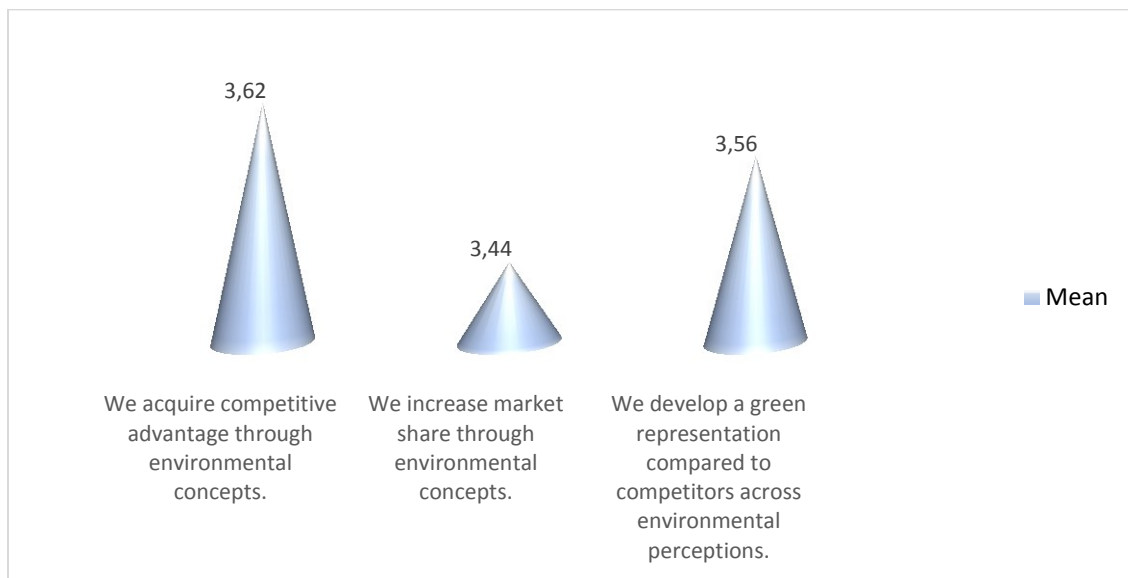 3,62
3,44
3,56
Mean
We acquire competitive
advantage through
environmental
concepts.
We increase market
share through
environmental
concepts.
We develop a green
representation
compared to
competitors across
environmental
perceptions.